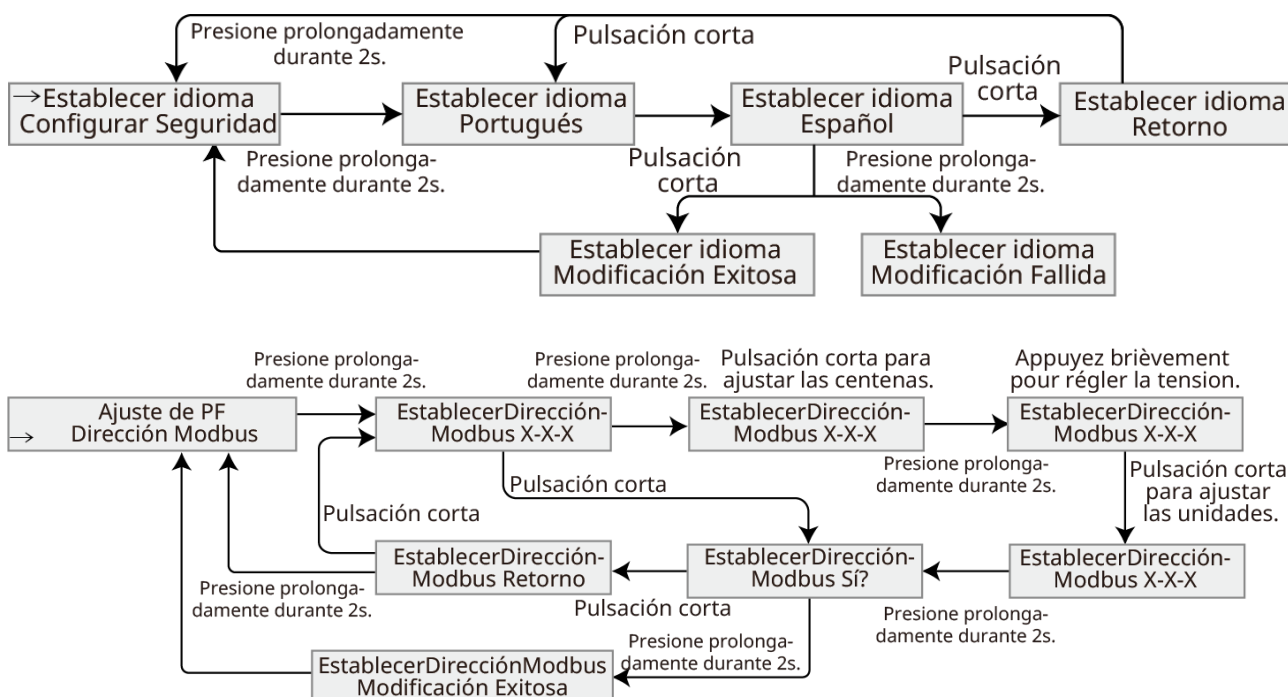 Presione prolongadamente
durante 2s.
Pulsación corta
Pulsación
corta
→Establecer idioma
Configurar Seguridad
Establecer idioma
Portugués
Establecer idioma
Español
Establecer idioma
Retorno
Presione prolonga-
damente durante 2s.
Pulsación
corta
Presione prolonga-
damente durante 2s.
Establecer idioma
Modificación Exitosa
Establecer idioma
Modificación Fallida
Presione prolonga-
damente durante 2s.
Presione prolonga-
damente durante 2s.
Pulsación corta para
ajustar las centenas.
Appuyez brièvement
pour régler la tension.
Ajuste de PF
→ Dirección Modbus
EstablecerDirección-
Modbus X-X-X
EstablecerDirección-
Modbus X-X-X
EstablecerDirección-
Modbus X-X-X
Presione prolonga-
damente durante 2s.
Pulsación corta
para ajustar
las unidades.
Pulsación corta
Pulsación corta
EstablecerDirección-
Modbus Retorno
EstablecerDirección-
Modbus Sí?
EstablecerDirección-
Modbus X-X-X
Presione prolonga-
damente durante 2s.
Pulsación corta
Presione prolonga-
damente durante 2s.
Presione prolonga-
damente durante 2s.
EstablecerDirecciónModbus
Modificación Exitosa